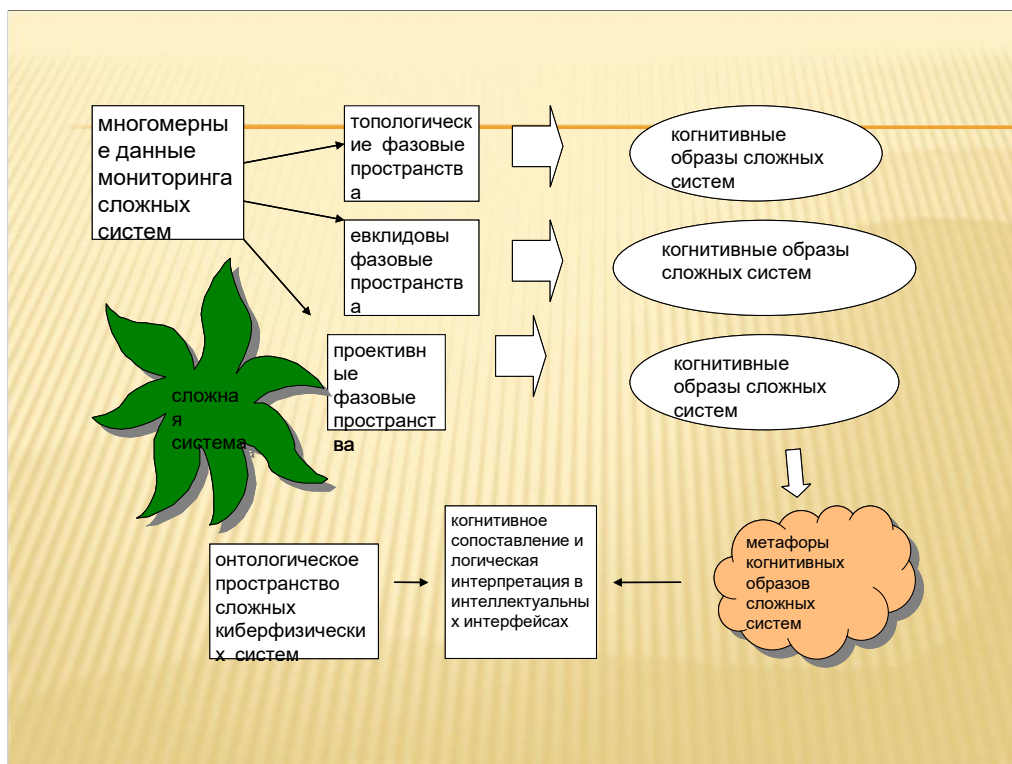 многомерны
е данные
мониторинга
сложных
систем
топологическ
ие фазовые
пространств
а
когнитивные
образы сложных
систем
евклидовы
фазовые
пространств
а
когнитивные образы
сложных систем
проективн
ые
фазовые
пространст
ва
когнитивные
образы сложных
систем
сложна
я
система
онтологическое
пространство
сложных
киберфизически
х систем
когнитивное
сопоставление и
логическая
интерпретация в
интеллектуальны
х интерфейсах
метафоры
когнитивных
образов
сложных
систем